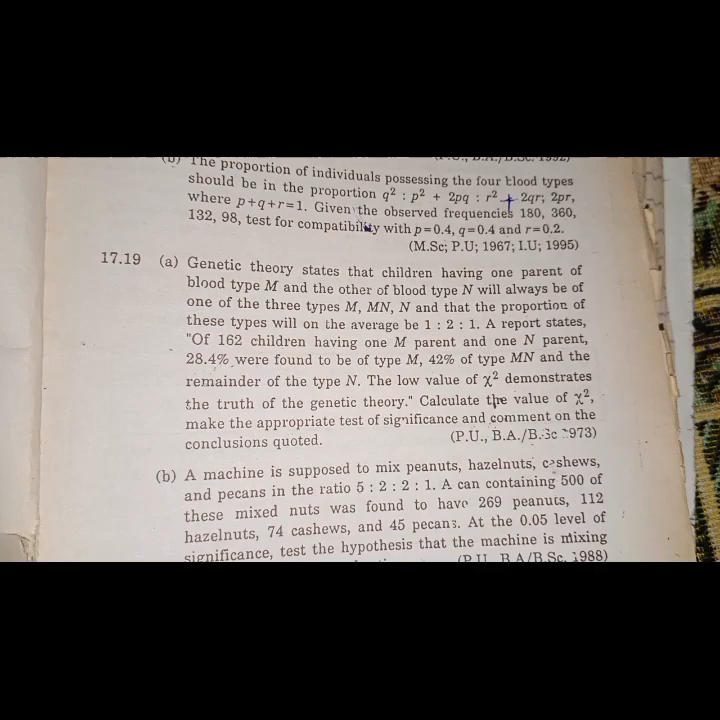 (b) The proportion of individuals possessing the four blood types
should be in the proportion q² : p² + 2pq : r² + 2qr; 2pr,
where p+q+r=1. Given the observed frequencies 180, 360,
132, 98, test for compatibility with p=0.4, q=0.4 and r=0.2.
(M.Sc; P.U; 1967; I.U; 1995)
17.19 (a) Genetic theory states that children having one parent of
blood type M and the other of blood type N will always be of
one of the three types M, MN, N and that the proportion of
these types will on the average be 1 : 2 : 1. A report states,
"Of 162 children having one M parent and one N parent,
28.4% were found to be of type M, 42% of type MN and the
remainder of the type N. The low value of χ² demonstrates
the truth of the genetic theory." Calculate the value of χ²,
make the appropriate test of significance and comment on the
conclusions quoted. (P.U., B.A./B.Sc 1973)
(b) A machine is supposed to mix peanuts, hazelnuts, cashews,
and pecans in the ratio 5 : 2 : 2 : 1. A can containing 500 of
these mixed nuts was found to have 269 peanuts, 112
hazelnuts, 74 cashews, and 45 pecans. At the 0.05 level of
significance, test the hypothesis that the machine is mixing
(P.U., B.A/B.Sc. 1988)